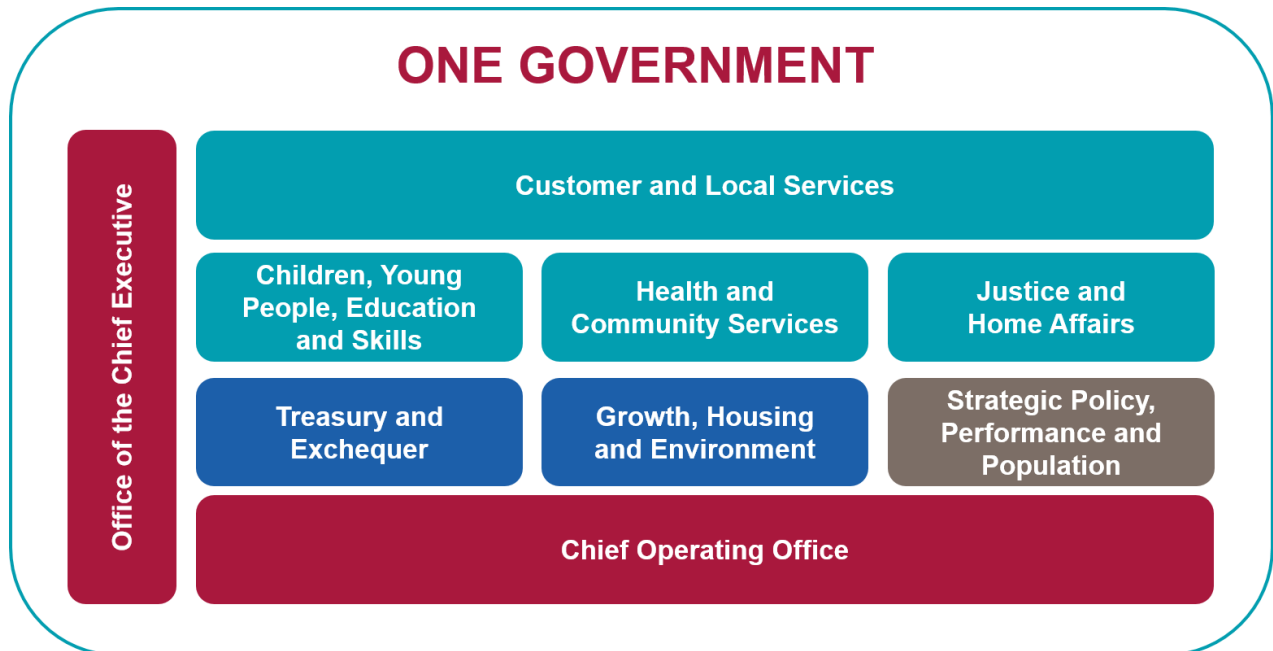 ONE GOVERNMENT
Office of the Chief Executive
Customer and Local Services
Children, Young
People, Education
and Skills
Health and
Community Services
Justice and
Home Affairs
Treasury and
Exchequer
Growth, Housing
and Environment
Strategic Policy,
Performance and
Population
Chief Operating Office